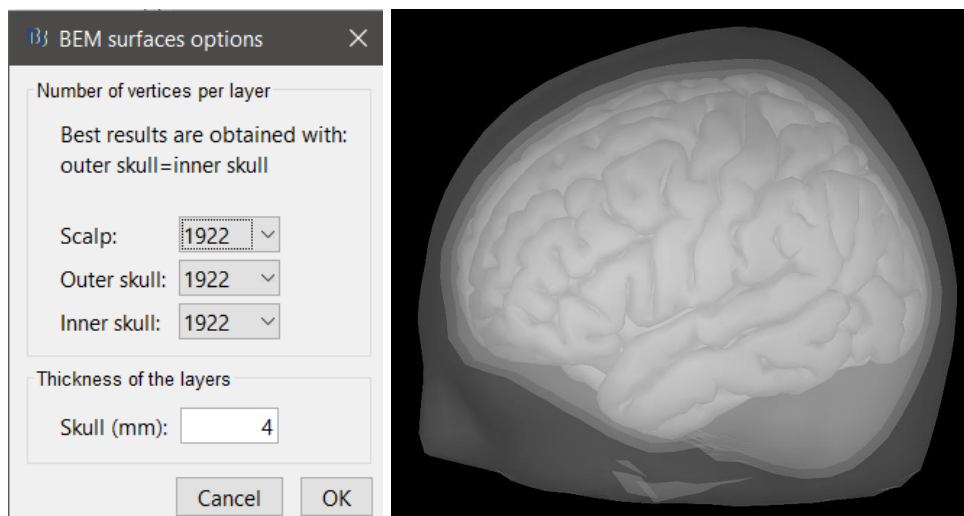 BEM surfaces options
Number of vertices per layer
Best results are obtained with:
outer skull=inner skull
Scalp: 1922
Outer skull: 1922
Inner skull: 1922
Thickness of the layers
Skull (mm): 4
Cancel OK